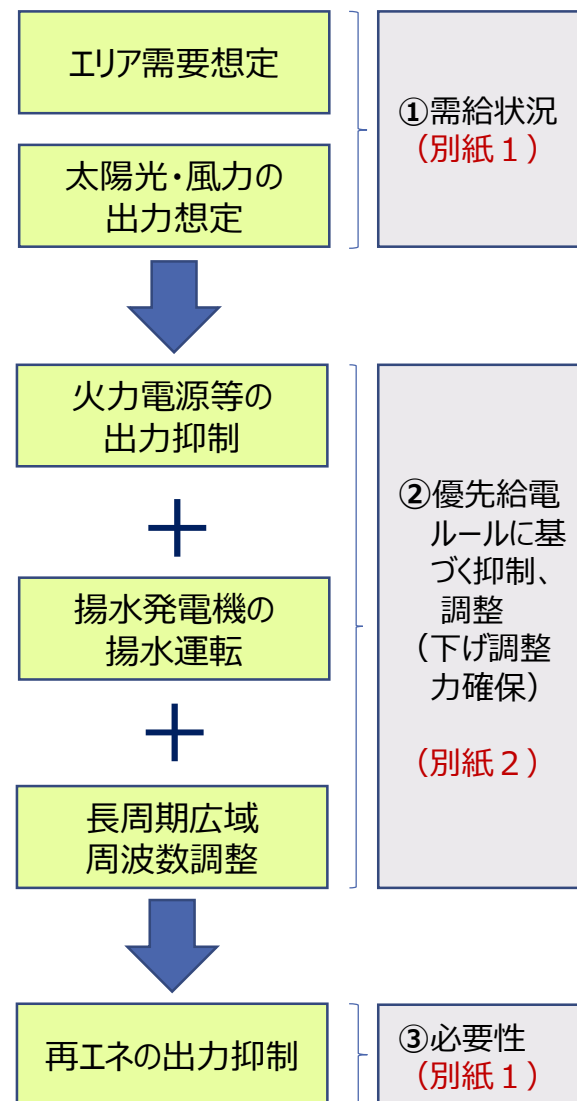 エリア需要想定
太陽光・風力の
出力想定
①需給状況
（別紙１）
火力電源等の
出力抑制
＋
揚水発電機の
揚水運転
＋
長周期広域
周波数調整
②優先給電
ルールに基
づく抑制、
調整
（下げ調整
力確保）
（別紙２）
再エネの出力抑制
③必要性
（別紙１）